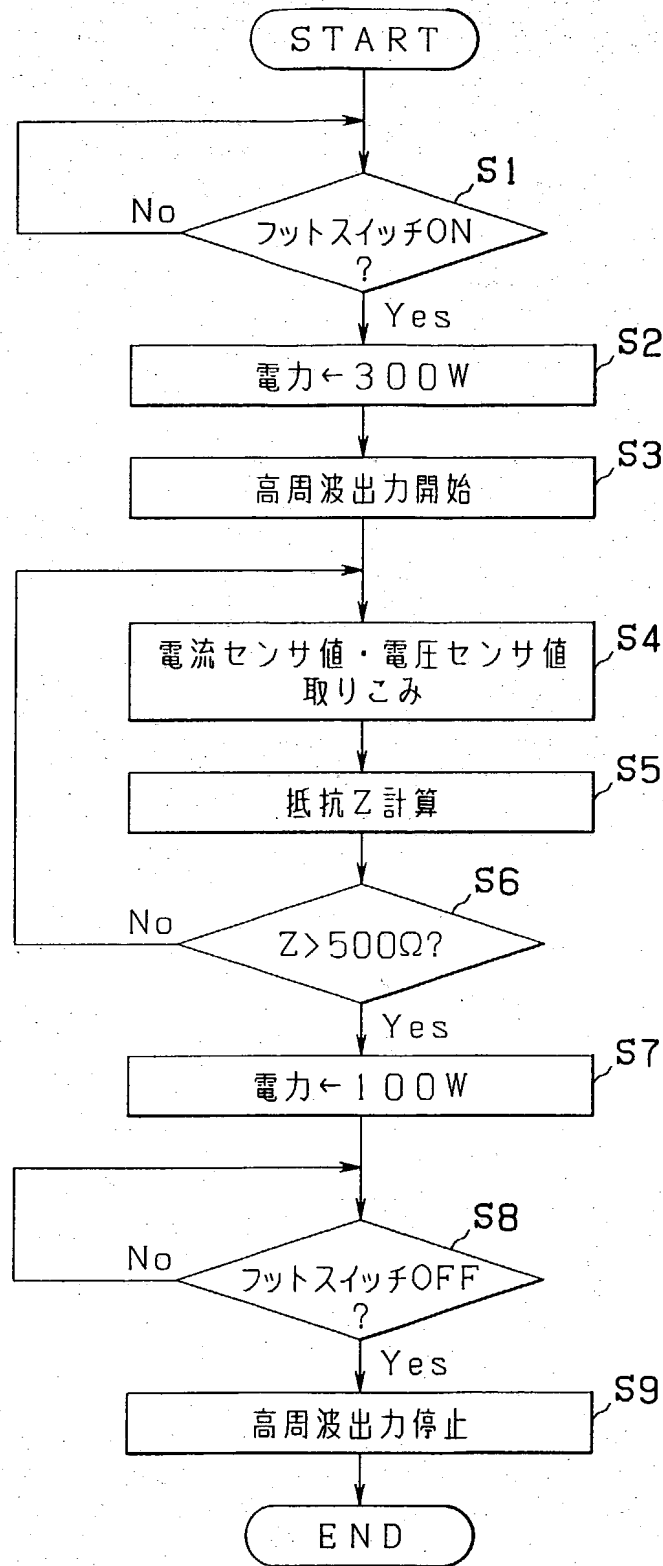 START
S1
No
フットスイッチON
?
Yes
S2
電力←300W
S3
高周波出力開始
S4
電流センサ値・電圧センサ値
取りこみ
S5
抵抗Z計算
S6
No
Z>500Ω?
Yes
S7
電力←100W
S8
No
フットスイッチOFF
?
Yes
S9
高周波出力停止
END